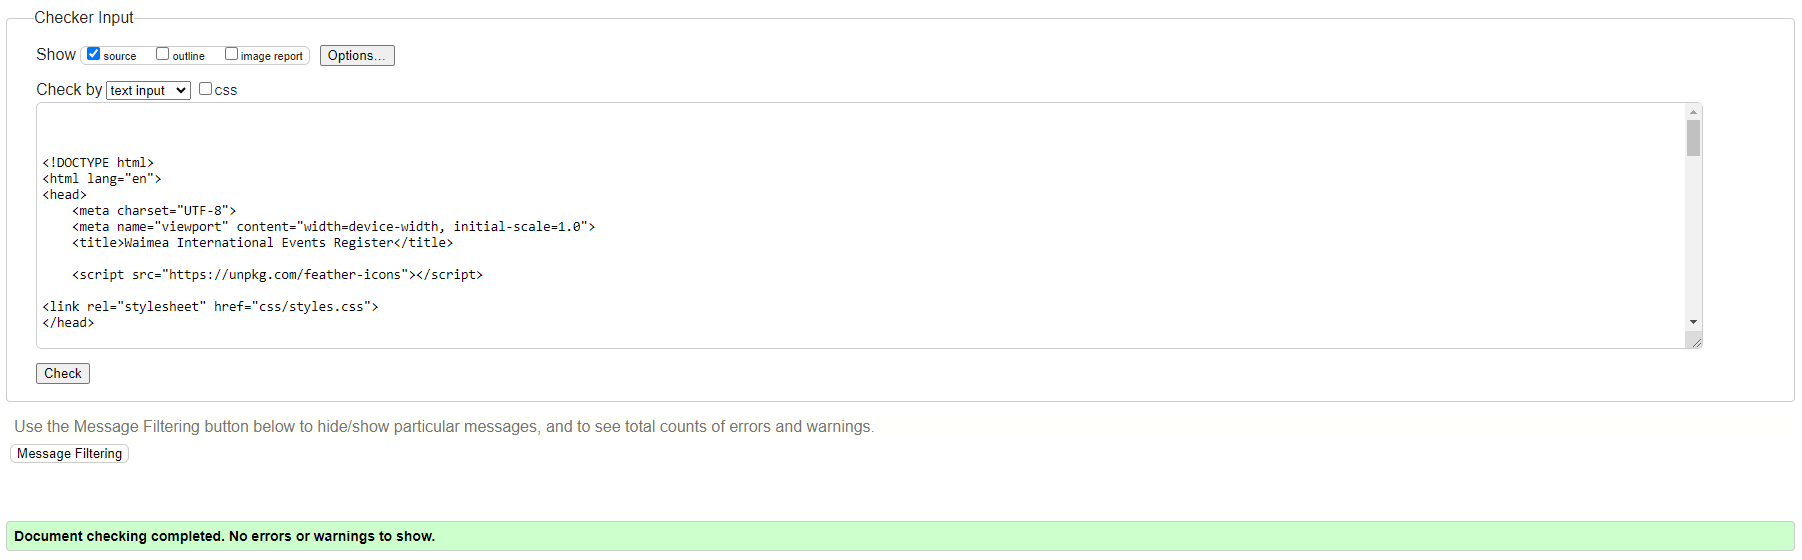 Checker Input
Show source outline image report Options...
Check by text input css
<!DOCTYPE html>
<html lang="en">
<head>
    <meta charset="UTF-8">
    <meta name="viewport" content="width=device-width, initial-scale=1.0">
    <title>Waimea International Events Register</title>
    <script src="https://unpkg.com/feather-icons"></script>
<link rel="stylesheet" href="css/styles.css">
</head>
Check
Use the Message Filtering button below to hide/show particular messages, and to see total counts of errors and warnings.
Message Filtering
Document checking completed. No errors or warnings to show.